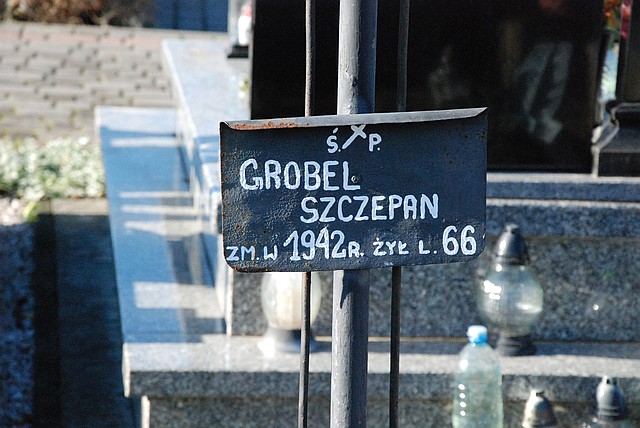 Ś. P.
GROBEL
SZCZEPAN
ZM. W 1942R. ŻYŁ L. 66